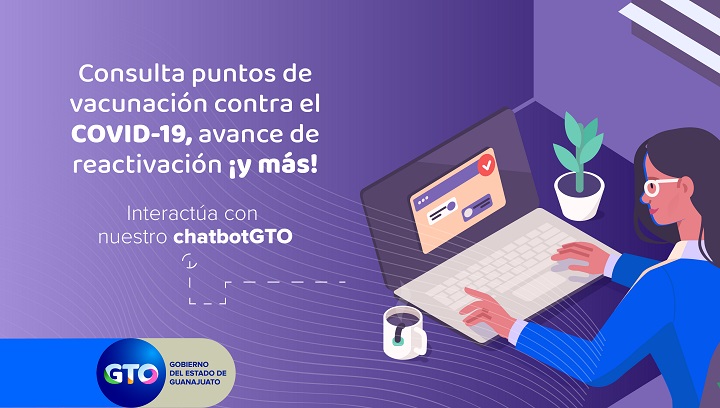 Consulta puntos de
vacunación contra el
COVID-19, avance de
reactivación ¡y más!
Interactúa con
nuestro chatbotGTO
GTO
GOBIERNO
DEL ESTADO DE
GUANAJUATO